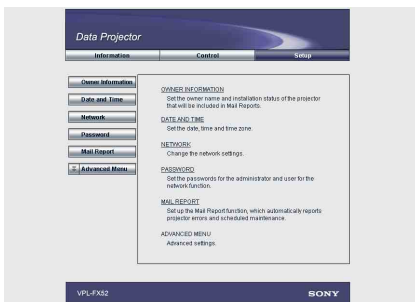 Data Projector
Information
Control
Setup
Owner Information
Date and Time
Network
Password
Mail Report
Advanced Menu
OWNER INFORMATION
Set the owner name and installation status of the projector
that will be included in Mail Reports.
DATE AND TIME
Set the date, time and time zone.
NETWORK
Change the network settings.
PASSWORD
Set the passwords for the administrator and user for the
network function.
MAIL REPORT
Set up the Mail Report function, which automatically reports
projector errors and scheduled maintenance.
ADVANCED MENU
Advanced settings.
VPL-FX52
SONY